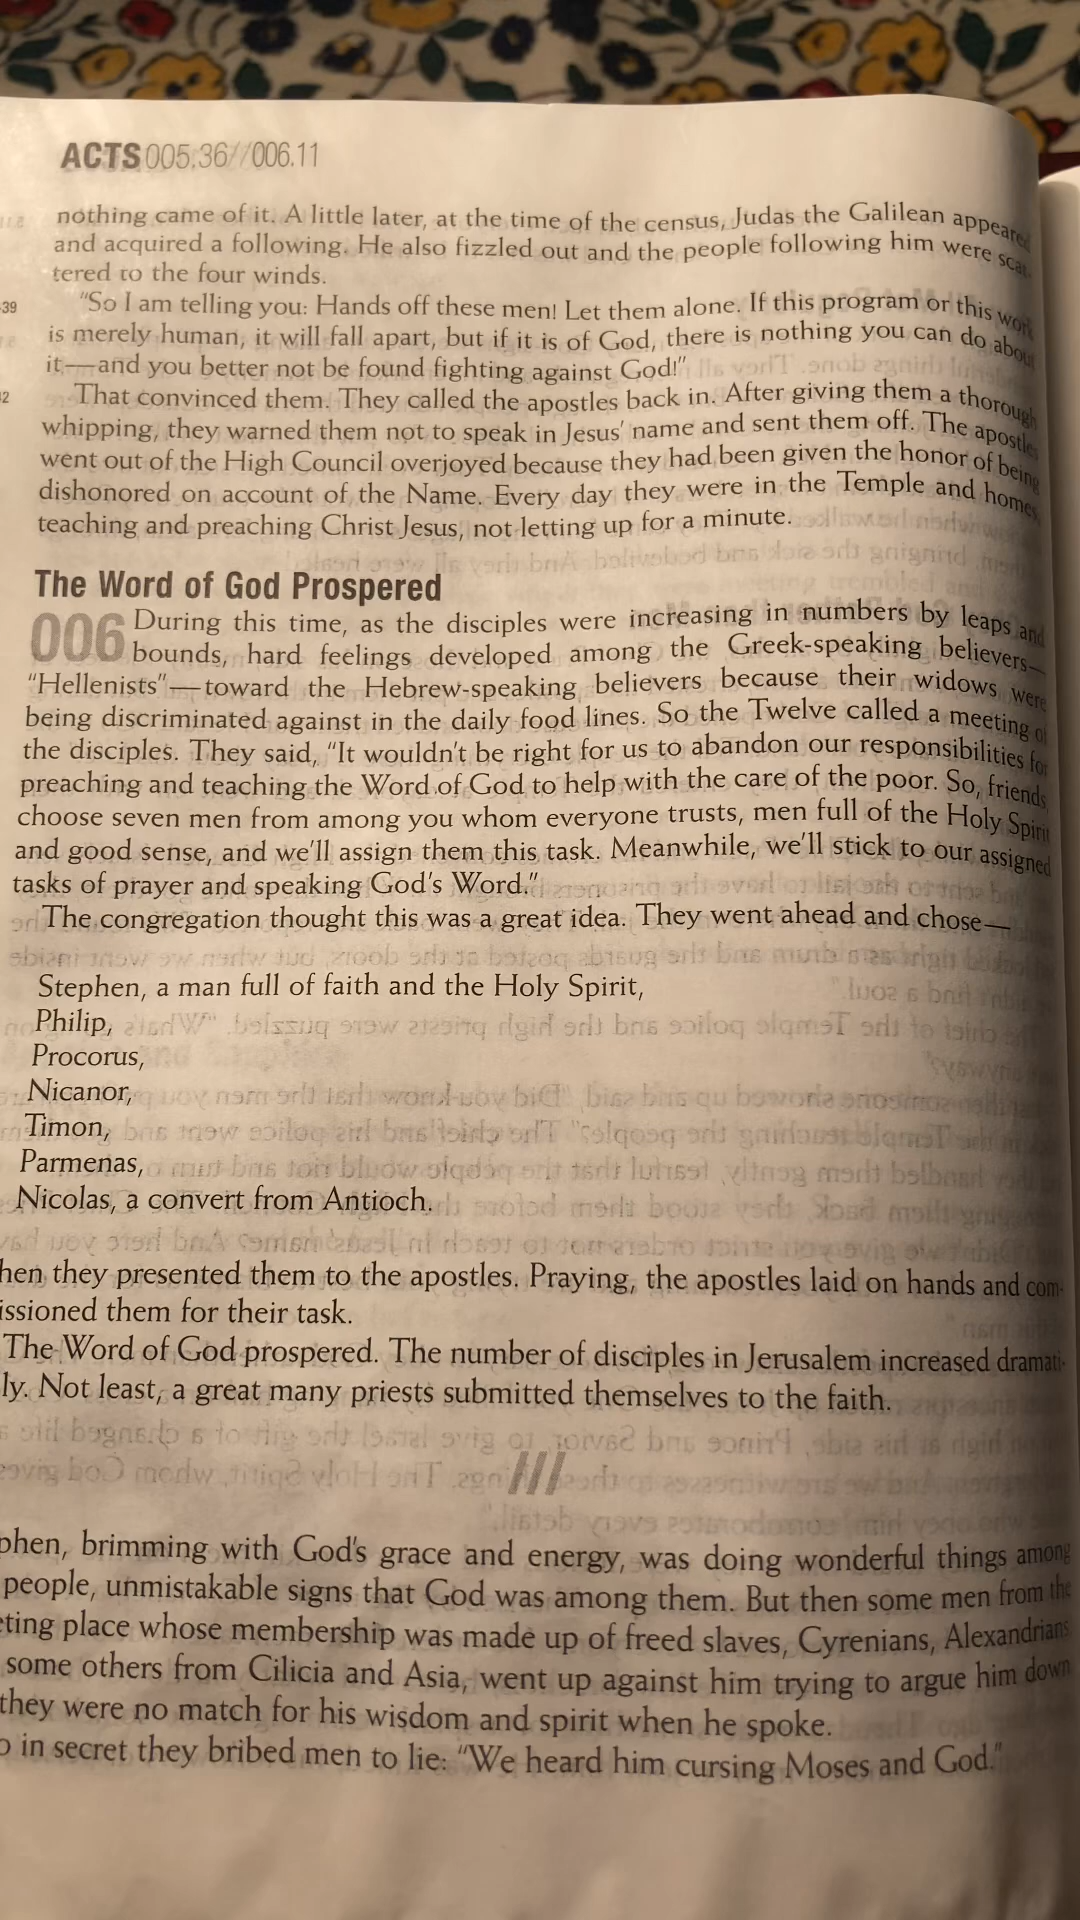 ACTS 005.36//006.11
nothing came of it. A little later, at the time of the census, Judas the Galilean appeared
and acquired a following. He also fizzled out and the people following him were scat-
tered to the four winds.
39 "So I am telling you: Hands off these men! Let them alone. If this program or this work
is merely human, it will fall apart, but if it is of God, there is nothing you can do about
it—and you better not be found fighting against God!"
2 That convinced them. They called the apostles back in. After giving them a thorough
whipping, they warned them not to speak in Jesus' name and sent them off. The apostles
went out of the High Council overjoyed because they had been given the honor of being
dishonored on account of the Name. Every day they were in the Temple and homes,
teaching and preaching Christ Jesus, not letting up for a minute.
The Word of God Prospered
006 During this time, as the disciples were increasing in numbers by leaps and
bounds, hard feelings developed among the Greek-speaking believers—
"Hellenists"—toward the Hebrew-speaking believers because their widows were
being discriminated against in the daily food lines. So the Twelve called a meeting of
the disciples. They said, "It wouldn't be right for us to abandon our responsibilities for
preaching and teaching the Word of God to help with the care of the poor. So, friends
choose seven men from among you whom everyone trusts, men full of the Holy Spirit
and good sense, and we'll assign them this task. Meanwhile, we'll stick to our assigned
tasks of prayer and speaking God's Word."
The congregation thought this was a great idea. They went ahead and chose—
Stephen, a man full of faith and the Holy Spirit,
Philip,
Procorus,
Nicanor,
Timon,
Parmenas,
Nicolas, a convert from Antioch.
hen they presented them to the apostles. Praying, the apostles laid on hands and com-
issioned them for their task.
The Word of God prospered. The number of disciples in Jerusalem increased dramati-
ly. Not least, a great many priests submitted themselves to the faith.
///
phen, brimming with God's grace and energy, was doing wonderful things among
people, unmistakable signs that God was among them. But then some men from the
eting place whose membership was made up of freed slaves, Cyrenians, Alexandrians
some others from Cilicia and Asia, went up against him trying to argue him down
they were no match for his wisdom and spirit when he spoke.
o in secret they bribed men to lie: "We heard him cursing Moses and God."